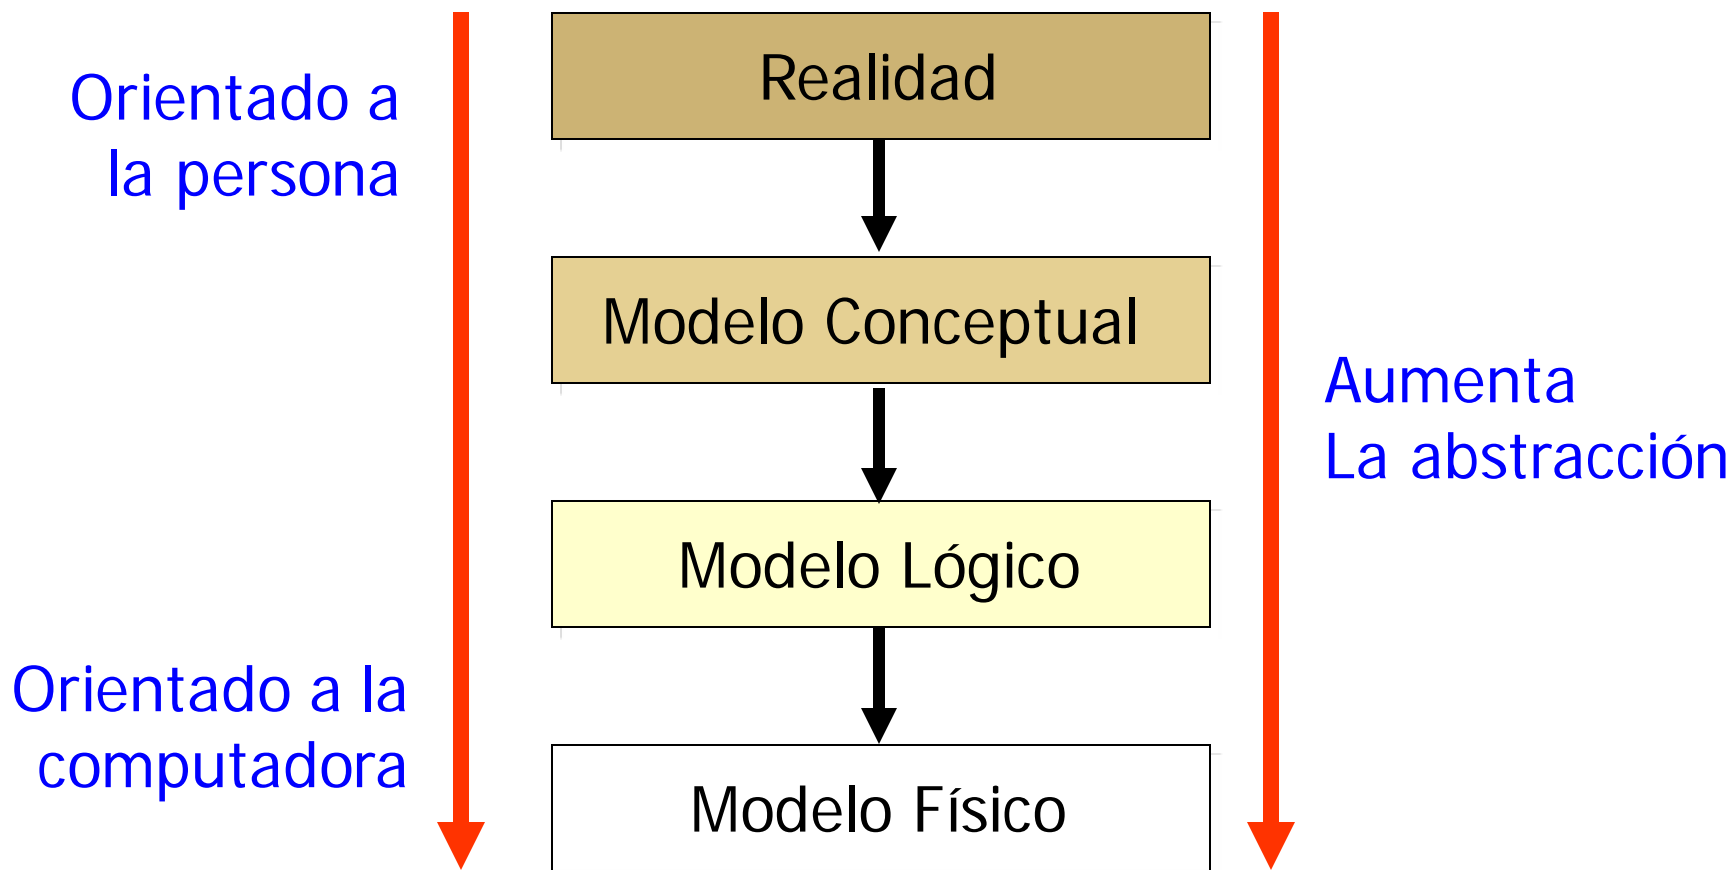 Realidad
Orientado a
la persona
Modelo Conceptual
Aumenta
La abstracción
Modelo Lógico
Orientado a la
computadora
Modelo Físico